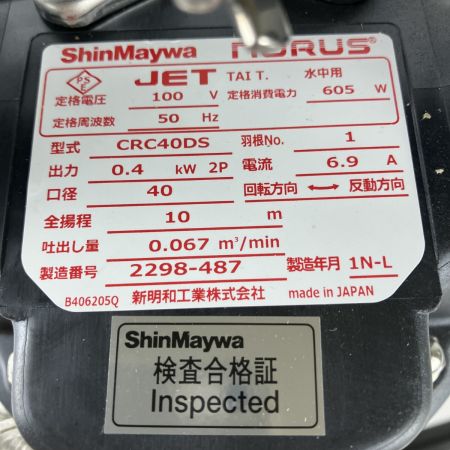 ShinMaywa NORUS®
PS E JET TAI T. 水中用
定格電圧 100 V 定格消費電力 605 W
定格周波数 50 Hz
型式 CRC40DS 羽根No. 1
出力 0.4 kW 2P 電流 6.9 A
口径 40 回転方向 ←→ 反動方向
全揚程 10 m
吐出し量 0.067 m³/min
製造番号 2298-487 製造年月 1N-L
B406205Q 新明和工業株式会社 made in JAPAN
ShinMaywa
検査合格証
Inspected